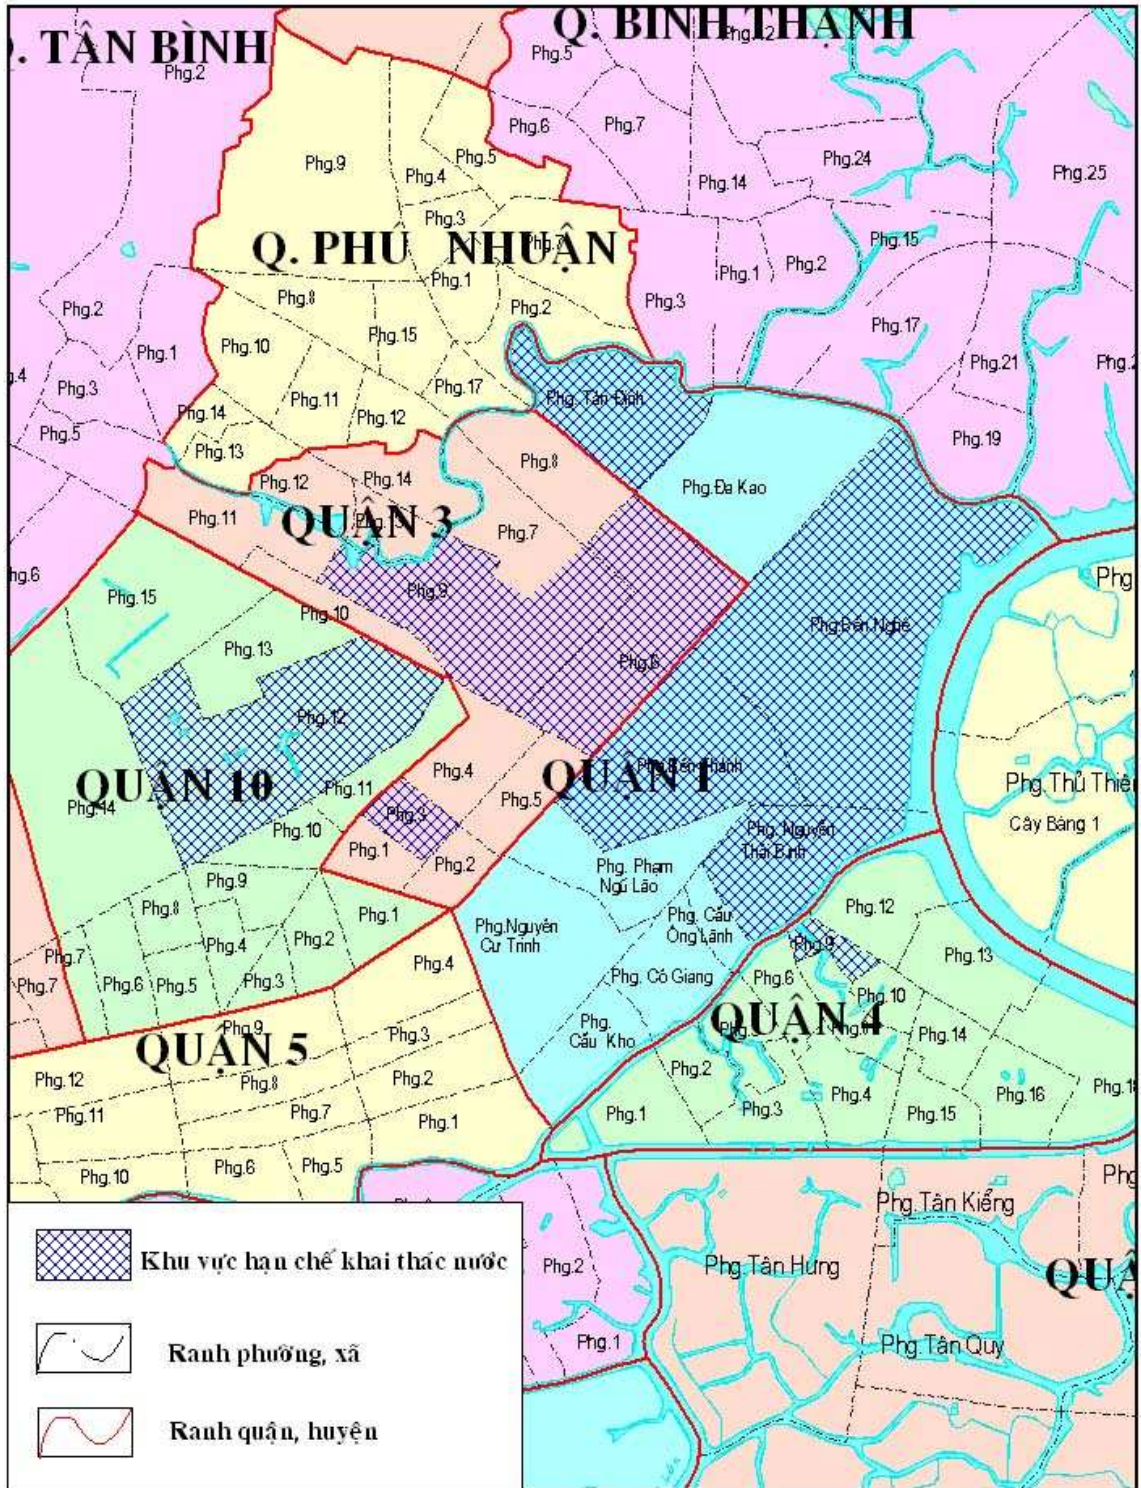 TÂN BÌNH
Q. BÌNH THẠNH
Phg.2
Phg.5
Phg.6
Phg.7
Phg.24
Phg.14
Phg.25
Phg.9
Phg.5
Phg.4
Phg.3
Q. PHÚ NHUẬN
Phg.1
Phg.2
Phg.15
Phg.1
Phg.2
Phg.3
Phg.8
Phg.2
Phg.15
Phg.17
Phg.10
Phg.1
Phg.3
Phg.5
Phg.17
Phg.21
Phg.11
Phg.12
Phg.14
Phg.13
Phg. Tân Định
Phg.19
Phg.8
Phg.12
Phg.14
Phg.Đa Kao
Phg.11
QUẬN 3
Phg.7
Phg.15
Phg.9
Phg.10
Phg.13
Phg.6
Phg.Bến Nghé
Phg.12
QUẬN 10
Phg.14
Phg.11
Phg.10
Phg.4
Phg.5
QUẬN 1
Phg.Bến Thành
Phg.3
Phg.1
Phg.2
Phg. Nguyễn
Thái Bình
Phg. Phạm
Ngũ Lão
Phg. Thủ Thiê
Cây Bàng 1
Phg.9
Phg.8
Phg.1
Phg.Nguyễn
Cư Trinh
Phg. Cầu
Ông Lãnh
Phg.12
Phg.7
Phg.7
Phg.6
Phg.5
Phg.4
Phg.2
Phg.3
Phg.4
Phg. Cô Giang
Phg.9
Phg.13
Phg.6
Phg.10
QUẬN 4
Phg.14
Phg.
Cầu Kho
Phg.9
QUẬN 5
Phg.3
Phg.12
Phg.8
Phg.2
Phg.11
Phg.7
Phg.1
Phg.10
Phg.6
Phg.5
Phg.2
Phg.1
Phg.3
Phg.4
Phg.15
Phg.16
Phg.Tân Kiểng
Phg.Tân Hưng
Phg.Tân Quy
QUẬ
Phg.2
Phg.1
Khu vực hạn chế khai thác nước
Ranh phường, xã
Ranh quận, huyện